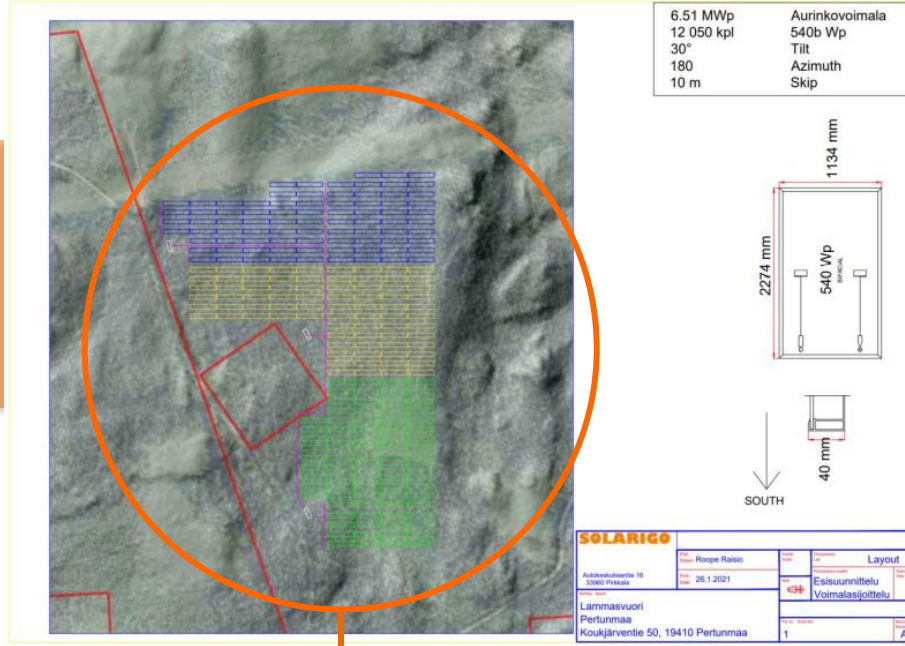 6.51 MWp Aurinkovoimala
12 050 kpl 540b Wp
30° Tilt
180 Azimuth
10 m Skip
1134 mm
2274 mm
540 Wp
BIFACIAL
40 mm
SOUTH
SOLARIGO
Autokeskuksentie 16
33960 Pirkkala
Roope Raisio
26.1.2021
Layout
Esisuunnittelu
Voimalasijoittelu
Lammasvuori
Pertunmaa
Koukjärventie 50, 19410 Pertunmaa
1